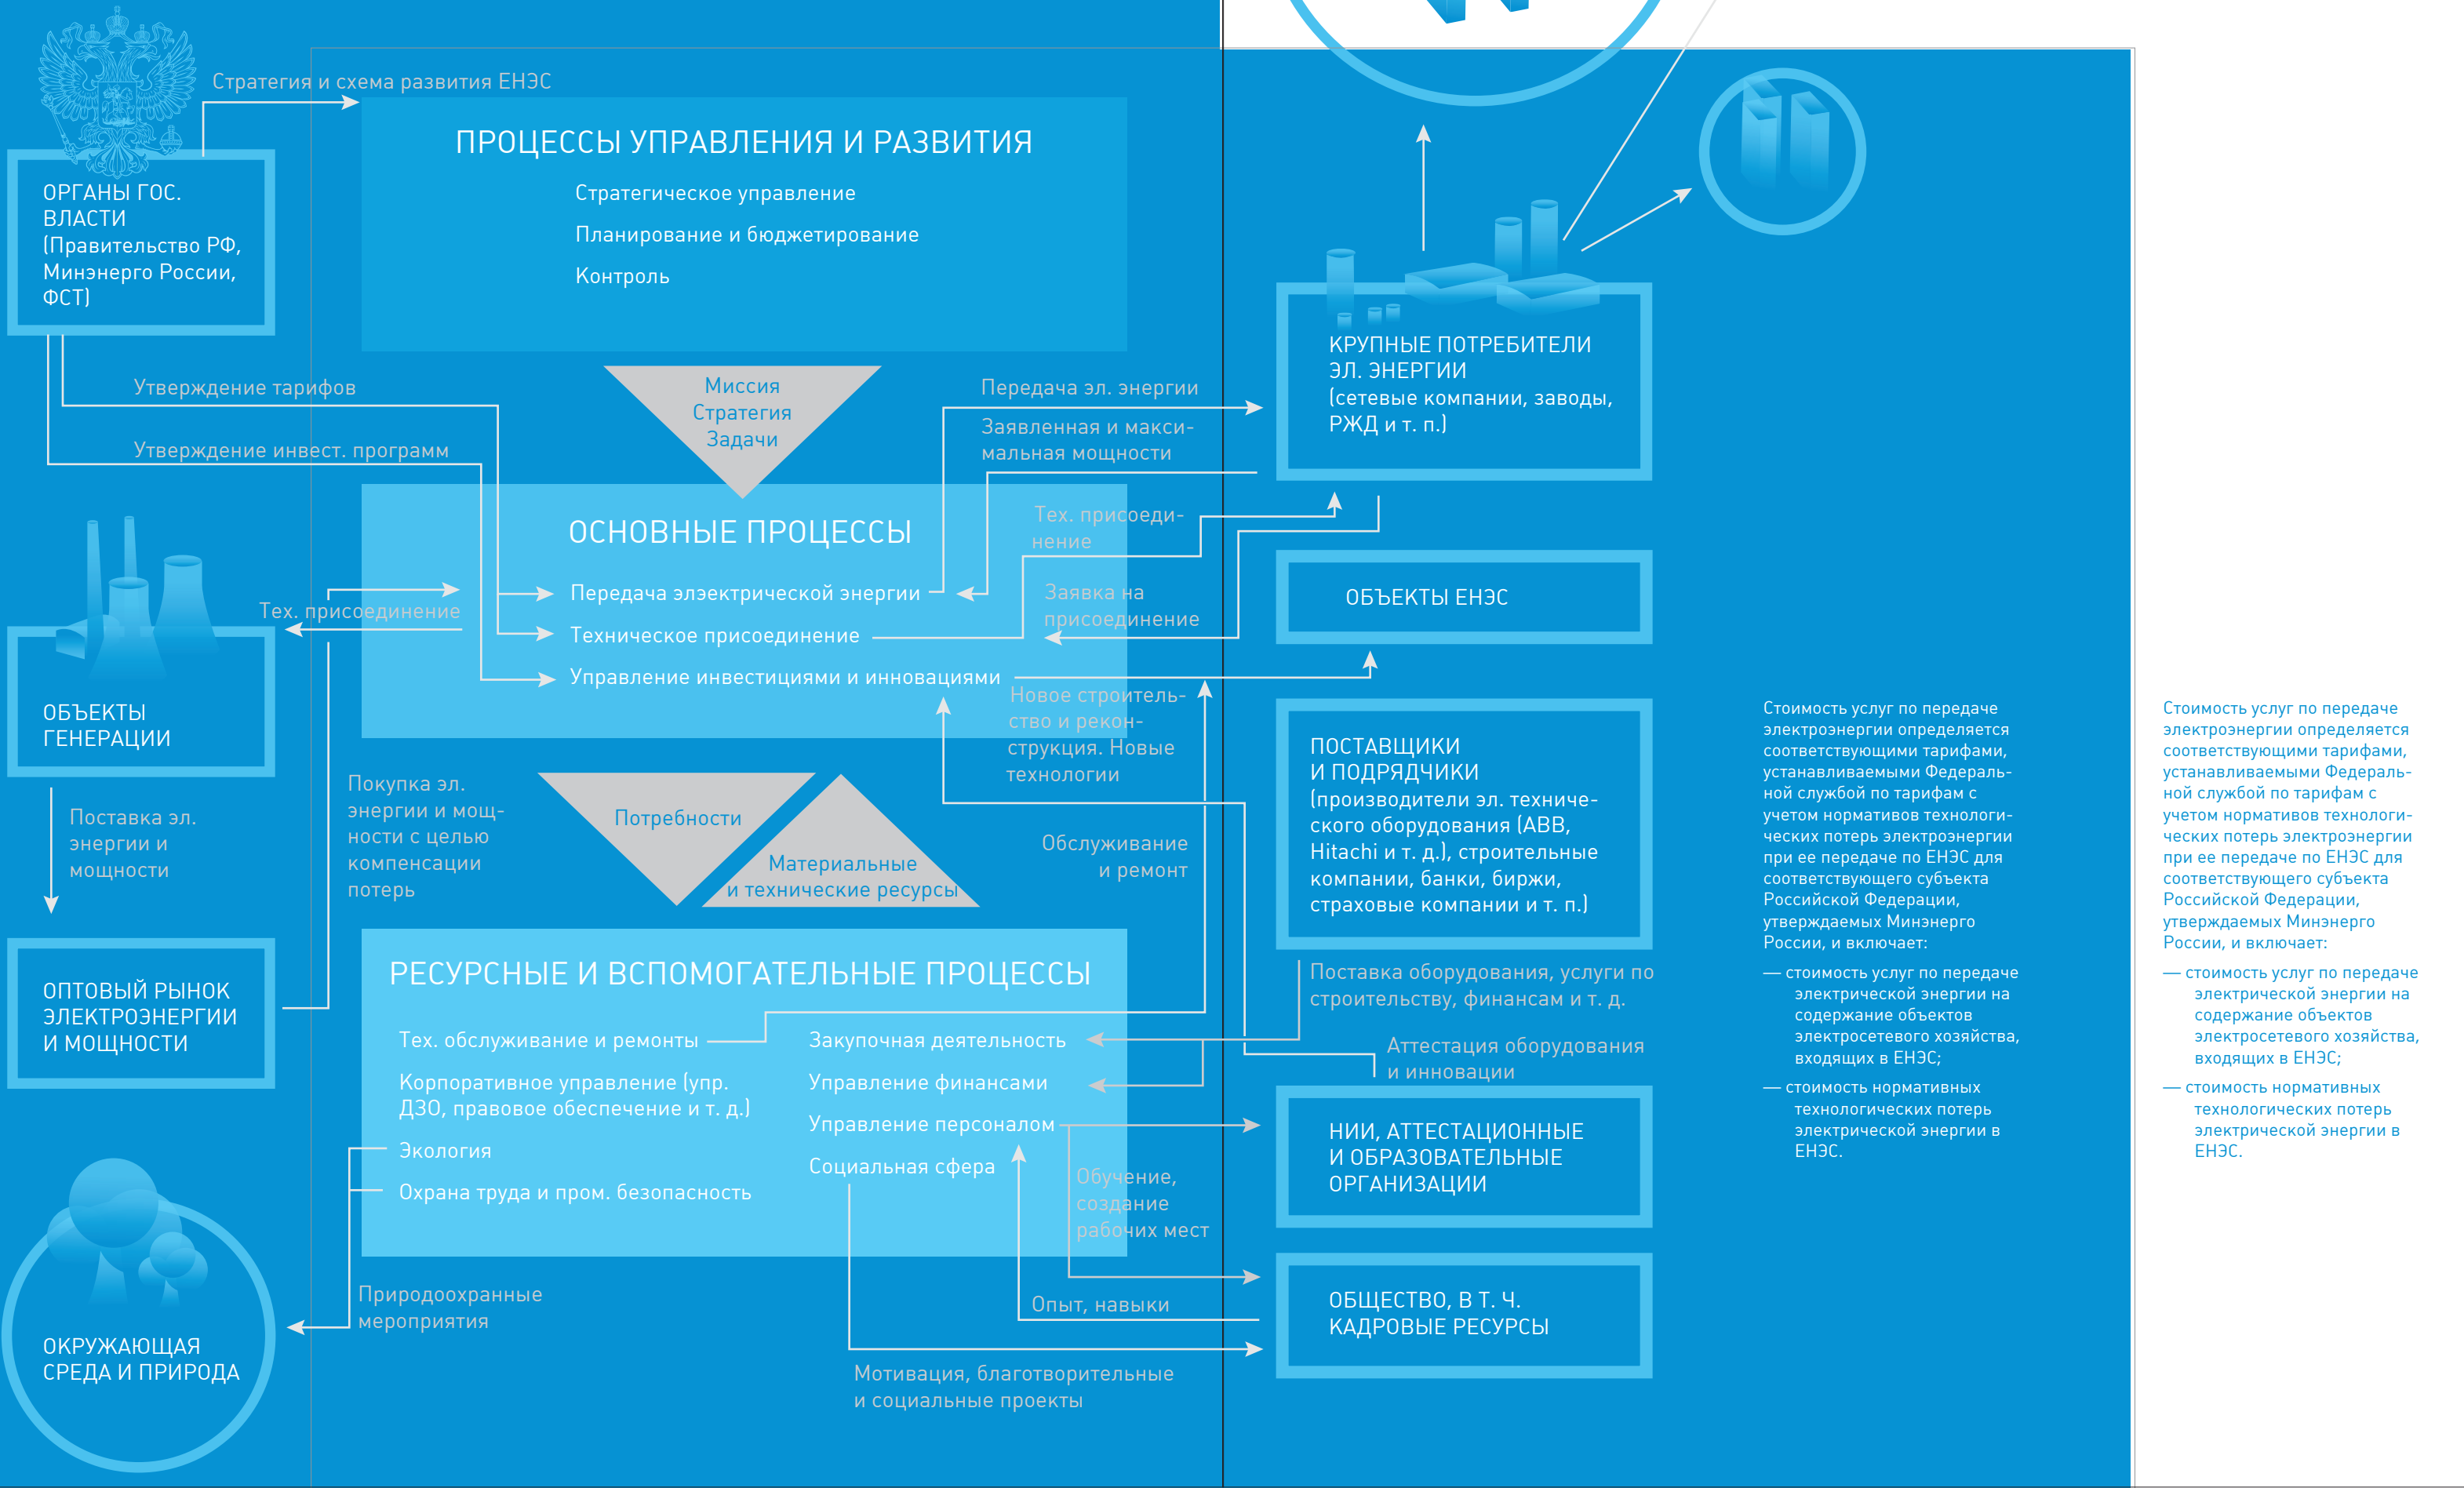 Стратегия и схема развития ЕНЭС
ОРГАНЫ ГОС.
ВЛАСТИ
(Правительство РФ,
Минэнерго России,
ФСТ)
ПРОЦЕССЫ УПРАВЛЕНИЯ И РАЗВИТИЯ
Стратегическое управление
Планирование и бюджетирование
Контроль
Утверждение тарифов
Утверждение инвест. программ
Миссия
Стратегия
Задачи
Передача эл. энергии
Заявленная и макси-
мальная мощности
КРУПНЫЕ ПОТРЕБИТЕЛИ
ЭЛ. ЭНЕРГИИ
(сетевые компании, заводы,
РЖД и т. п.)
ОСНОВНЫЕ ПРОЦЕССЫ
Передача элэектрической энергии
Техническое присоединение
Управление инвестициями и инновациями
Тех. присоеди-
нение
Заявка на
присоединение
Тех. присоединение
ОБЪЕКТЫ ЕНЭС
ОБЪЕКТЫ
ГЕНЕРАЦИИ
Новое строитель-
ство и рекон-
струкция. Новые
технологии
Поставка эл.
энергии и
мощности
Покупка эл.
энергии и мощ-
ности с целью
компенсации
потерь
Потребности
Материальные
и технические ресурсы
Обслуживание
и ремонт
ПОСТАВЩИКИ
И ПОДРЯДЧИКИ
(производители эл. техниче-
ского оборудования (АВВ,
Hitachi и т. д.), строительные
компании, банки, биржи,
страховые компании и т. п.)
ОПТОВЫЙ РЫНОК
ЭЛЕКТРОЭНЕРГИИ
И МОЩНОСТИ
РЕСУРСНЫЕ И ВСПОМОГАТЕЛЬНЫЕ ПРОЦЕССЫ
Тех. обслуживание и ремонты
Корпоративное управление (упр.
ДЗО, правовое обеспечение и т. д.)
Экология
Охрана труда и пром. безопасность
Закупочная деятельность
Управление финансами
Управление персоналом
Социальная сфера
Поставка оборудования, услуги по
строительству, финансам и т. д.
Аттестация оборудования
и инновации
НИИ, АТТЕСТАЦИОННЫЕ
И ОБРАЗОВАТЕЛЬНЫЕ
ОРГАНИЗАЦИИ
Обучение,
создание
рабочих мест
Природоохранные
мероприятия
Опыт, навыки
ОБЩЕСТВО, В Т. Ч.
КАДРОВЫЕ РЕСУРСЫ
ОКРУЖАЮЩАЯ
СРЕДА И ПРИРОДА
Мотивация, благотворительные
и социальные проекты
Стоимость услуг по передаче
электроэнергии определяется
соответствующими тарифами,
устанавливаемыми Федераль-
ной службой по тарифам с
учетом нормативов технологи-
ческих потерь электроэнергии
при ее передаче по ЕНЭС для
соответствующего субъекта
Российской Федерации,
утверждаемых Минэнерго
России, и включает:
— стоимость услуг по передаче
электрической энергии на
содержание объектов
электросетевого хозяйства,
входящих в ЕНЭС;
— стоимость нормативных
технологических потерь
электрической энергии в
ЕНЭС.
Стоимость услуг по передаче
электроэнергии определяется
соответствующими тарифами,
устанавливаемыми Федераль-
ной службой по тарифам с
учетом нормативов технологи-
ческих потерь электроэнергии
при ее передаче по ЕНЭС для
соответствующего субъекта
Российской Федерации,
утверждаемых Минэнерго
России, и включает:
— стоимость услуг по передаче
электрической энергии на
содержание объектов
электросетевого хозяйства,
входящих в ЕНЭС;
— стоимость нормативных
технологических потерь
электрической энергии в
ЕНЭС.